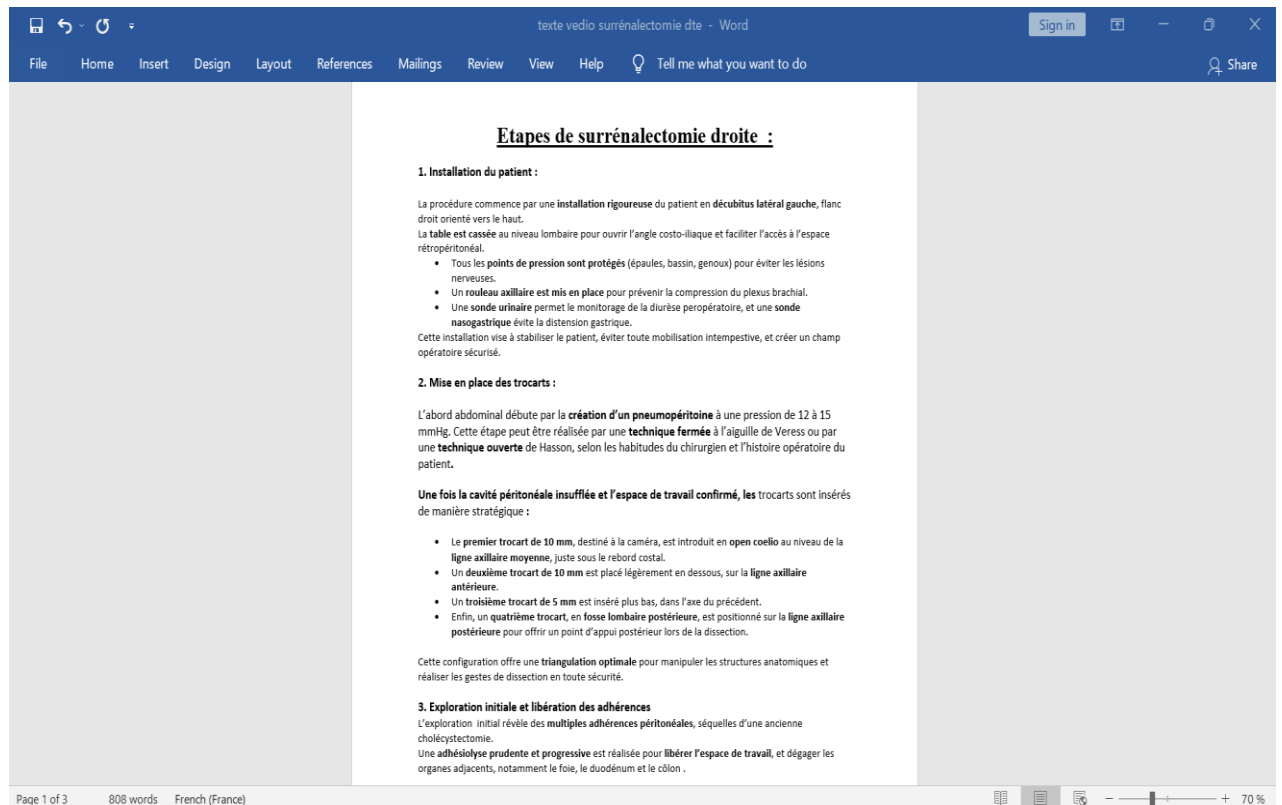 texte vedio surrénalectomie dte - Word
Sign in
File Home Insert Design Layout References Mailings Review View Help Tell me what you want to do Share
Etapes de surrénalectomie droite :
1. Installation du patient :
La procédure commence par une installation rigoureuse du patient en décubitus latéral gauche, flanc
droit orienté vers le haut.
La table est cassée au niveau lombaire pour ouvrir l'angle costo-iliaque et faciliter l'accès à l'espace
rétropéritonéal.
• Tous les points de pression sont protégés (épaules, bassin, genoux) pour éviter les lésions
nerveuses.
• Un rouleau axillaire est mis en place pour prévenir la compression du plexus brachial.
• Une sonde urinaire permet le monitorage de la diurèse peropératoire, et une sonde
nasogastrique évite la distension gastrique.
Cette installation vise à stabiliser le patient, éviter toute mobilisation intempestive, et créer un champ
opératoire sécurisé.
2. Mise en place des trocarts :
L'abord abdominal débute par la création d'un pneumopéritoine à une pression de 12 à 15
mmHg. Cette étape peut être réalisée par une technique fermée à l'aiguille de Veress ou par
une technique ouverte de Hasson, selon les habitudes du chirurgien et l'histoire opératoire du
patient.
Une fois la cavité péritonéale insufflée et l'espace de travail confirmé, les trocarts sont insérés
de manière stratégique :
• Le premier trocart de 10 mm, destiné à la caméra, est introduit en open coelio au niveau de la
ligne axillaire moyenne, juste sous le rebord costal.
• Un deuxième trocart de 10 mm est placé légèrement en dessous, sur la ligne axillaire
antérieure.
• Un troisième trocart de 5 mm est inséré plus bas, dans l'axe du précédent.
• Enfin, un quatrième trocart, en fosse lombaire postérieure, est positionné sur la ligne axillaire
postérieure pour offrir un point d'appui postérieur lors de la dissection.
Cette configuration offre une triangulation optimale pour manipuler les structures anatomiques et
réaliser les gestes de dissection en toute sécurité.
3. Exploration initiale et libération des adhérences
L'exploration initial révèle des multiples adhérences péritonéales, séquelles d'une ancienne
cholécystectomie.
Une adhésiolyse prudente et progressive est réalisée pour libérer l'espace de travail, et dégager les
organes adjacents, notamment le foie, le duodénum et le côlon .
Page 1 of 3 808 words French (France) 70 %